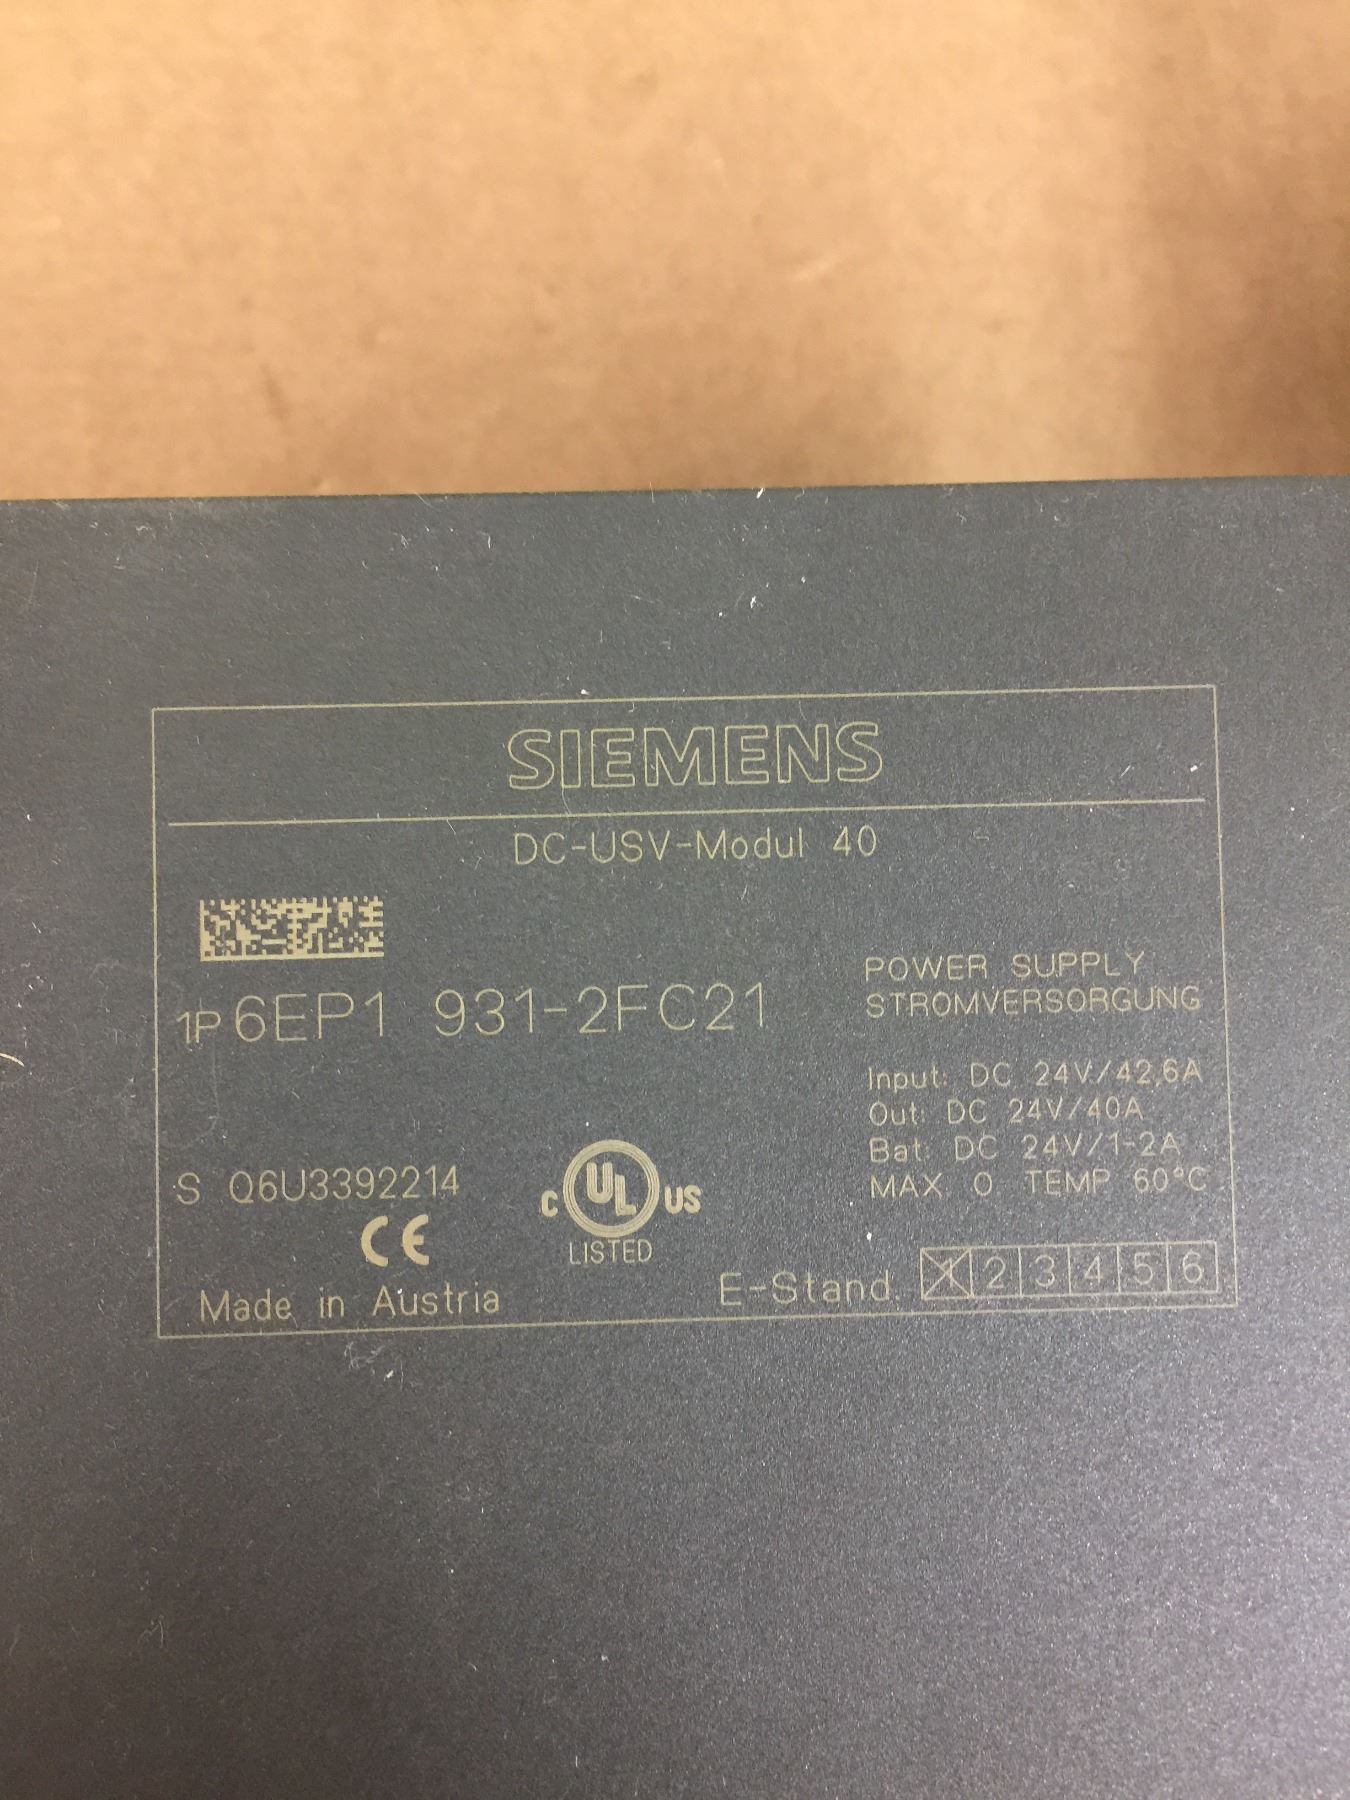 SIEMENS
DC-USV-Modul 40
1P 6EP1 931-2FC21
POWER SUPPLY
STROMVERSORGUNG
Input: DC 24V/42,6A
Out: DC 24V/40A
Bat: DC 24V/1-2A
MAX O TEMP 60°C
S Q6U3392214
C UL US
LISTED
CE
Made in Austria
E-Stand. 1 2 3 4 5 6